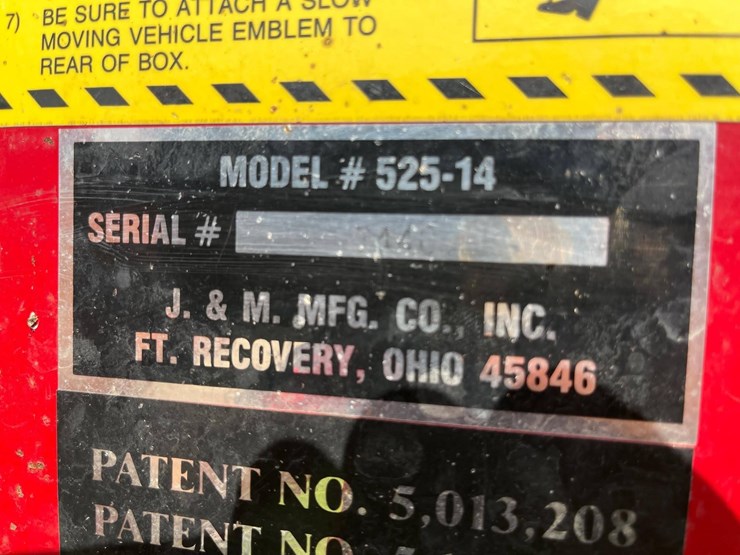 7) BE SURE TO ATTACH A SLOW
MOVING VEHICLE EMBLEM TO
REAR OF BOX.
MODEL # 525-14
SERIAL #
J. & M. MFG. CO., INC.
FT. RECOVERY, OHIO 45846
PATENT NO. 5,013,208
PATENT NO.